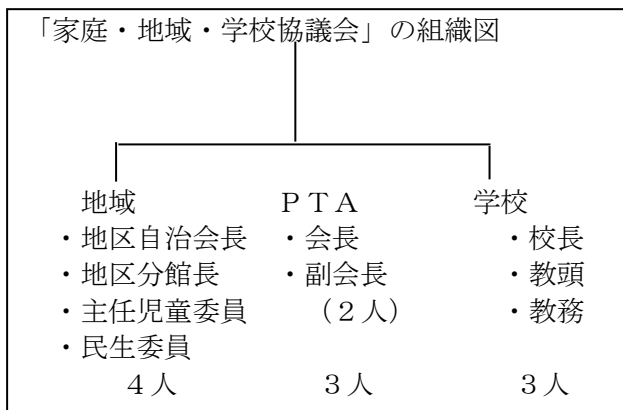 「家庭・地域・学校協議会」の組織図
地域　ＰＴＡ　学校
・地区自治会長　・会長　・校長
・地区分館長　・副会長　・教頭
・主任児童委員　（２人）　・教務
・民生委員
４人　３人　３人